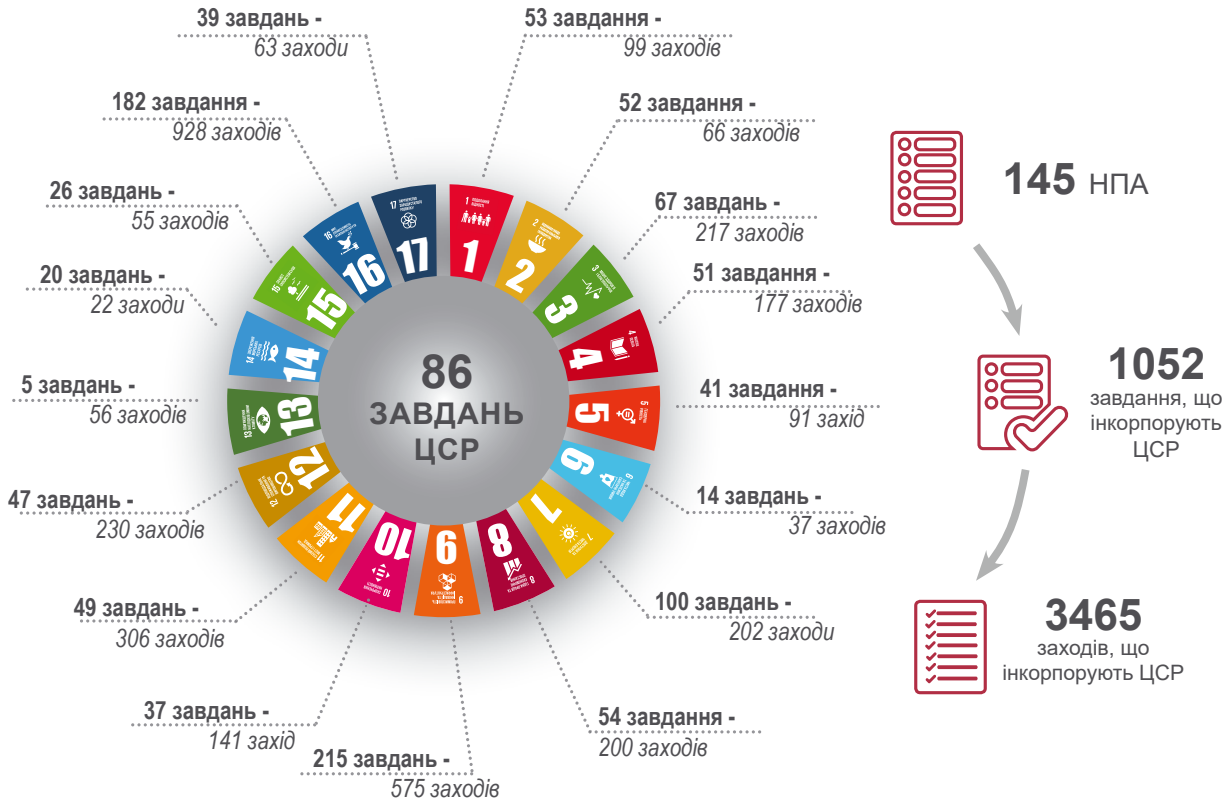 39 завдань -
63 заходи
53 завдання -
99 заходів
182 завдання -
928 заходів
52 завдання -
66 заходів
26 завдань -
55 заходів
67 завдань -
217 заходів
20 завдань -
22 заходи
51 завдання -
177 заходів
5 завдань -
56 заходів
41 завдання -
91 захід
47 завдань -
230 заходів
14 завдань -
37 заходів
49 завдань -
306 заходів
100 завдань -
202 заходи
37 завдань -
141 захід
54 завдання -
200 заходів
215 завдань -
575 заходів
1
2
3
4
5
6
7
8
9
10
11
12
13
14
15
16
17
86
ЗАВДАНЬ
ЦСР
145 НПА
1052
завдання, що
інкорпорують
ЦСР
3465
заходів, що
інкорпорують ЦСР